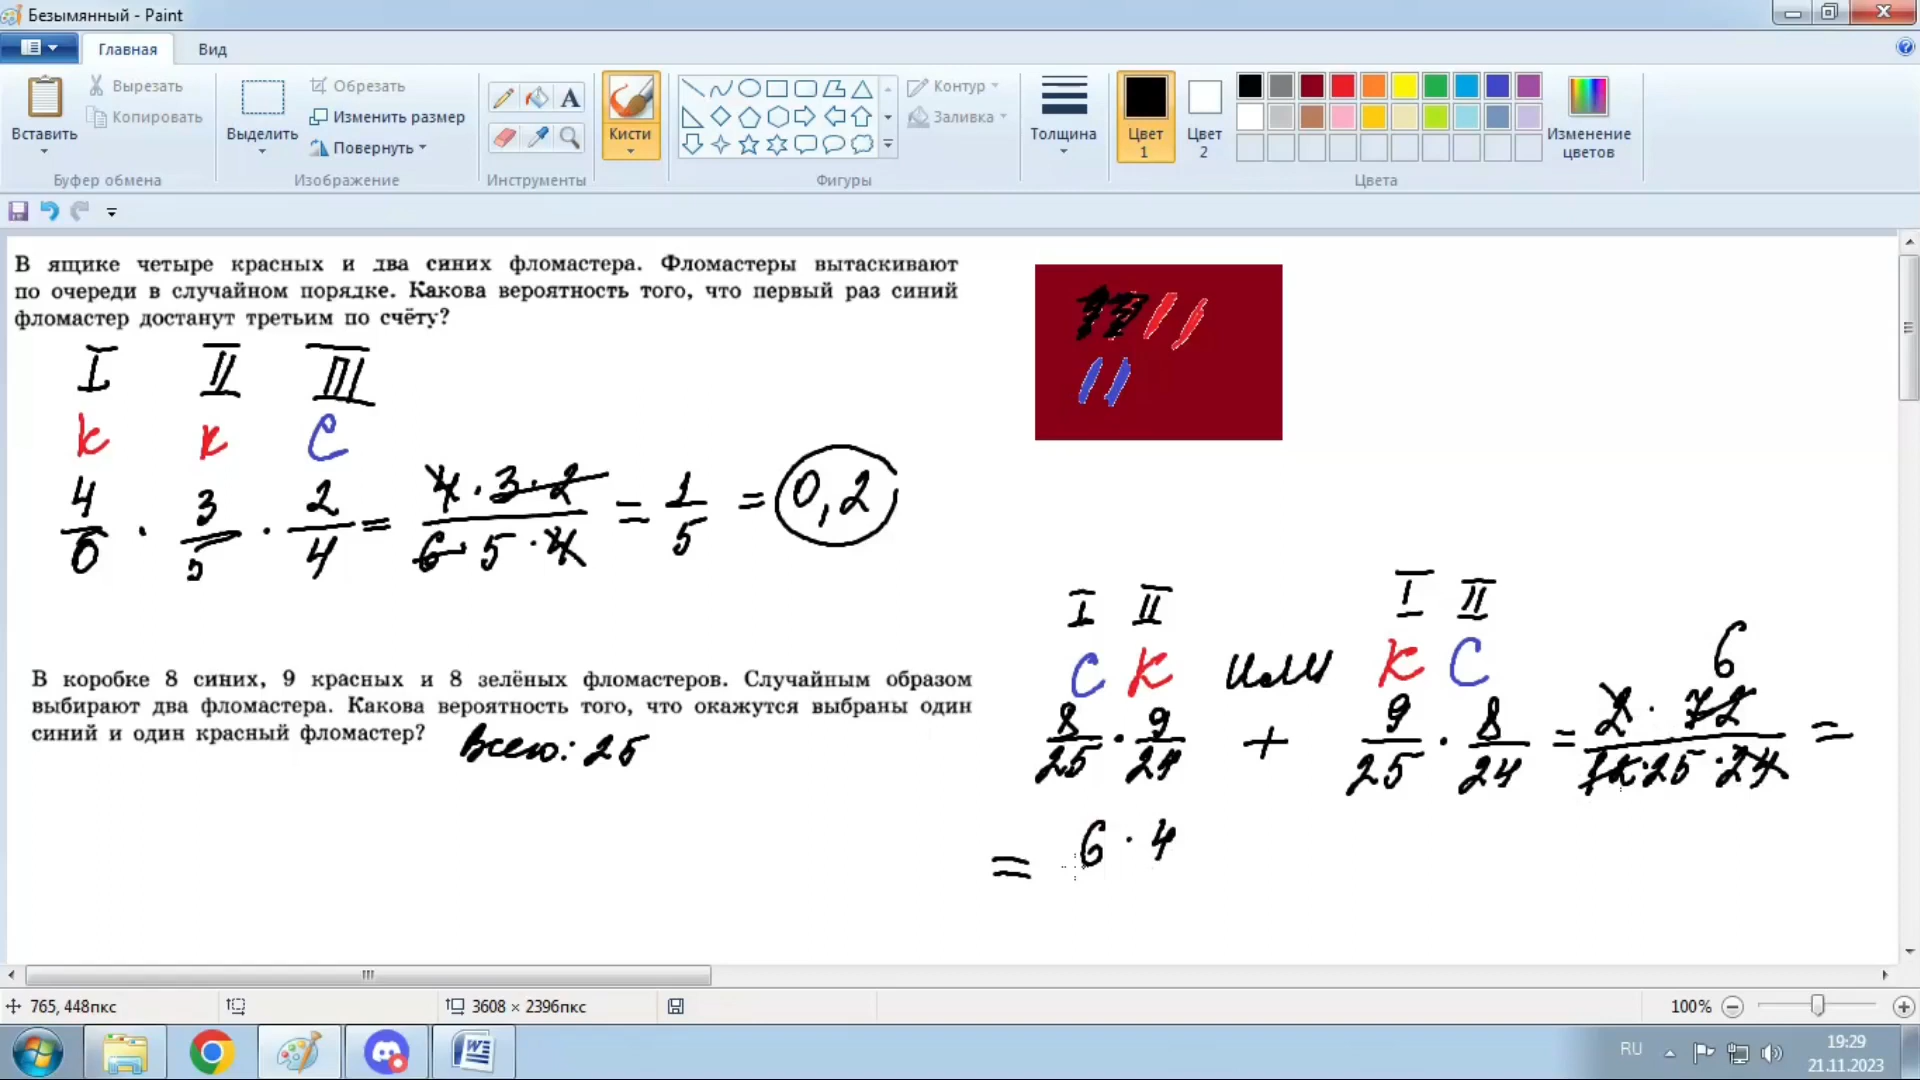 Безымянный - Paint
Главная Вид
Вставить
Вырезать
Копировать
Буфер обмена
Выделить
Обрезать
Изменить размер
Повернуть
Изображение
A
Инструменты
Кисти
Фигуры
Контур
Заливка
Толщина
Цвет 1
Цвет 2
Изменение цветов
Цвета
В ящике четыре красных и два синих фломастера. Фломастеры вытаскивают
по очереди в случайном порядке. Какова вероятность того, что первый раз синий
фломастер достанут третьим по счёту?
I II III
К К С
4/6 · 3/5 · 2/4 = 4·3·2 / 6·5·4 = 1/5 = 0,2
В коробке 8 синих, 9 красных и 8 зелёных фломастеров. Случайным образом
выбирают два фломастера. Какова вероятность того, что окажутся выбраны один
синий и один красный фломастер?
Всего: 25
I II I II
С К или К С
6
8/25 · 9/24 + 9/25 · 8/24 = 2 · 72 / 25 · 24 =
= 6 · 4
765, 448пкс
3608 × 2396пкс
100%
RU
19:29
21.11.2023